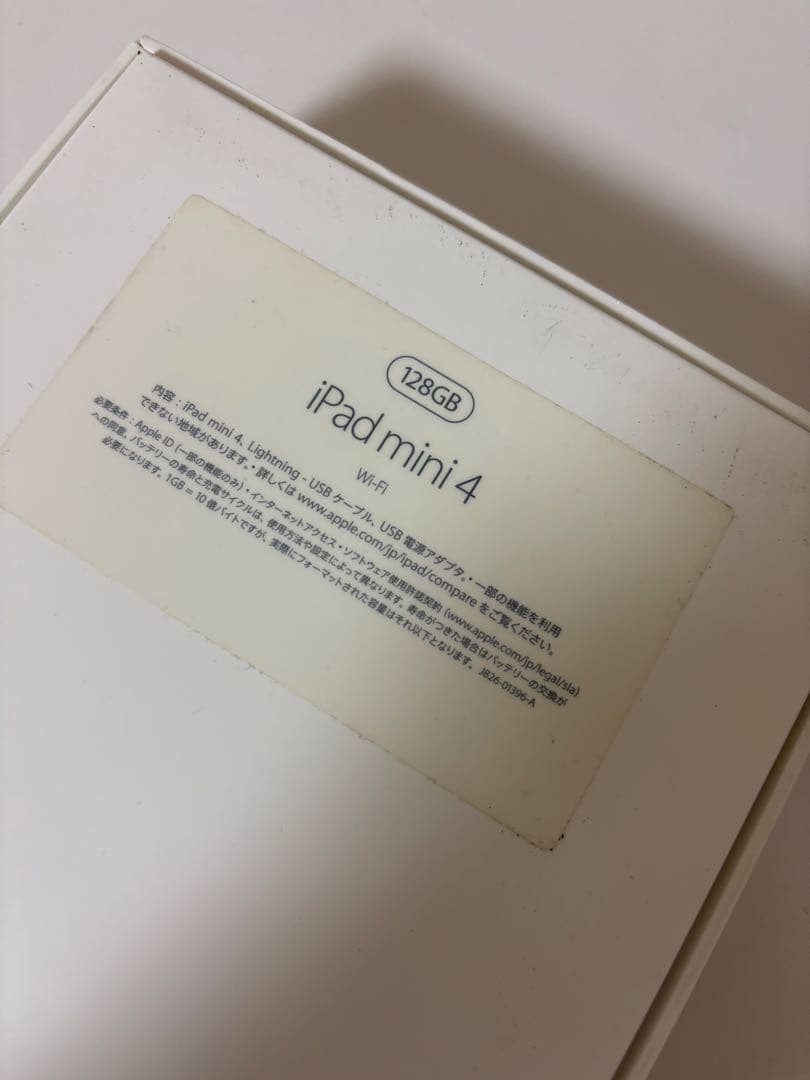 128GB
iPad mini 4
Wi-Fi
内容：iPad mini 4、Lightning - USB ケーブル、USB 電源アダプタ。• 一部の機能を利用
できない地域があります。• 詳しくは www.apple.com/jp/ipad/compare をご覧ください。
必要条件：Apple ID（一部の機能のみ）• インターネットアクセス • ソフトウェア使用許諾契約（www.apple.com/jp/legal/sla）
への同意。バッテリーの寿命と充電サイクルは、使用方法や設定によって異なります。寿命がつきた場合はバッテリーの交換が
必要になります。1GB = 10 億バイトですが、実際にフォーマットされた容量はそれ以下となります。 J826-01396-A